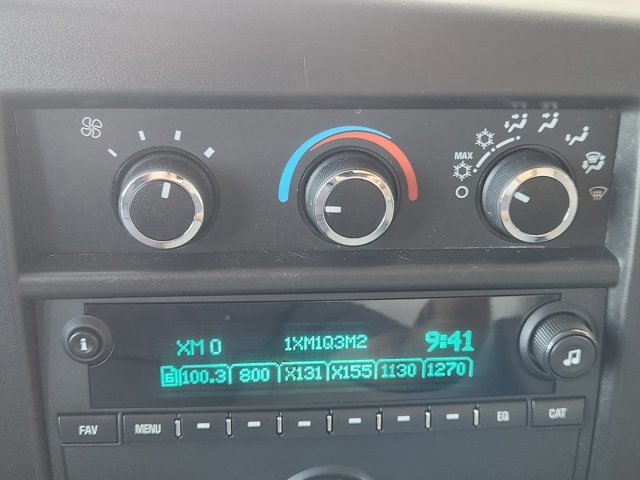 MAX
XM 0 1XM1Q3M2 9:41
E 100.3 800 X131 X155 1130 1270
i
FAV MENU EQ CAT